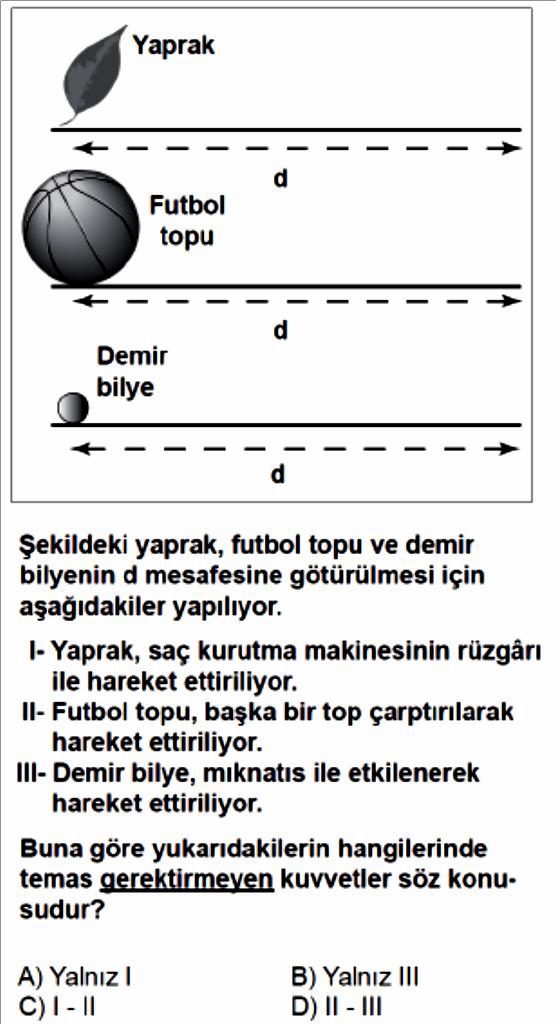 Yaprak
d
Futbol
topu
d
Demir
bilye
d
Şekildeki yaprak, futbol topu ve demir
bilyenin d mesafesine götürülmesi için
aşağıdakiler yapılıyor.
I- Yaprak, saç kurutma makinesinin rüzgârı
ile hareket ettiriliyor.
II- Futbol topu, başka bir top çarptırılarak
hareket ettiriliyor.
III- Demir bilye, mıknatıs ile etkilenerek
hareket ettiriliyor.
Buna göre yukarıdakilerin hangilerinde
temas gerektirmeyen kuvvetler söz konu-
sudur?
A) Yalnız I B) Yalnız III
C) I - II D) II - III